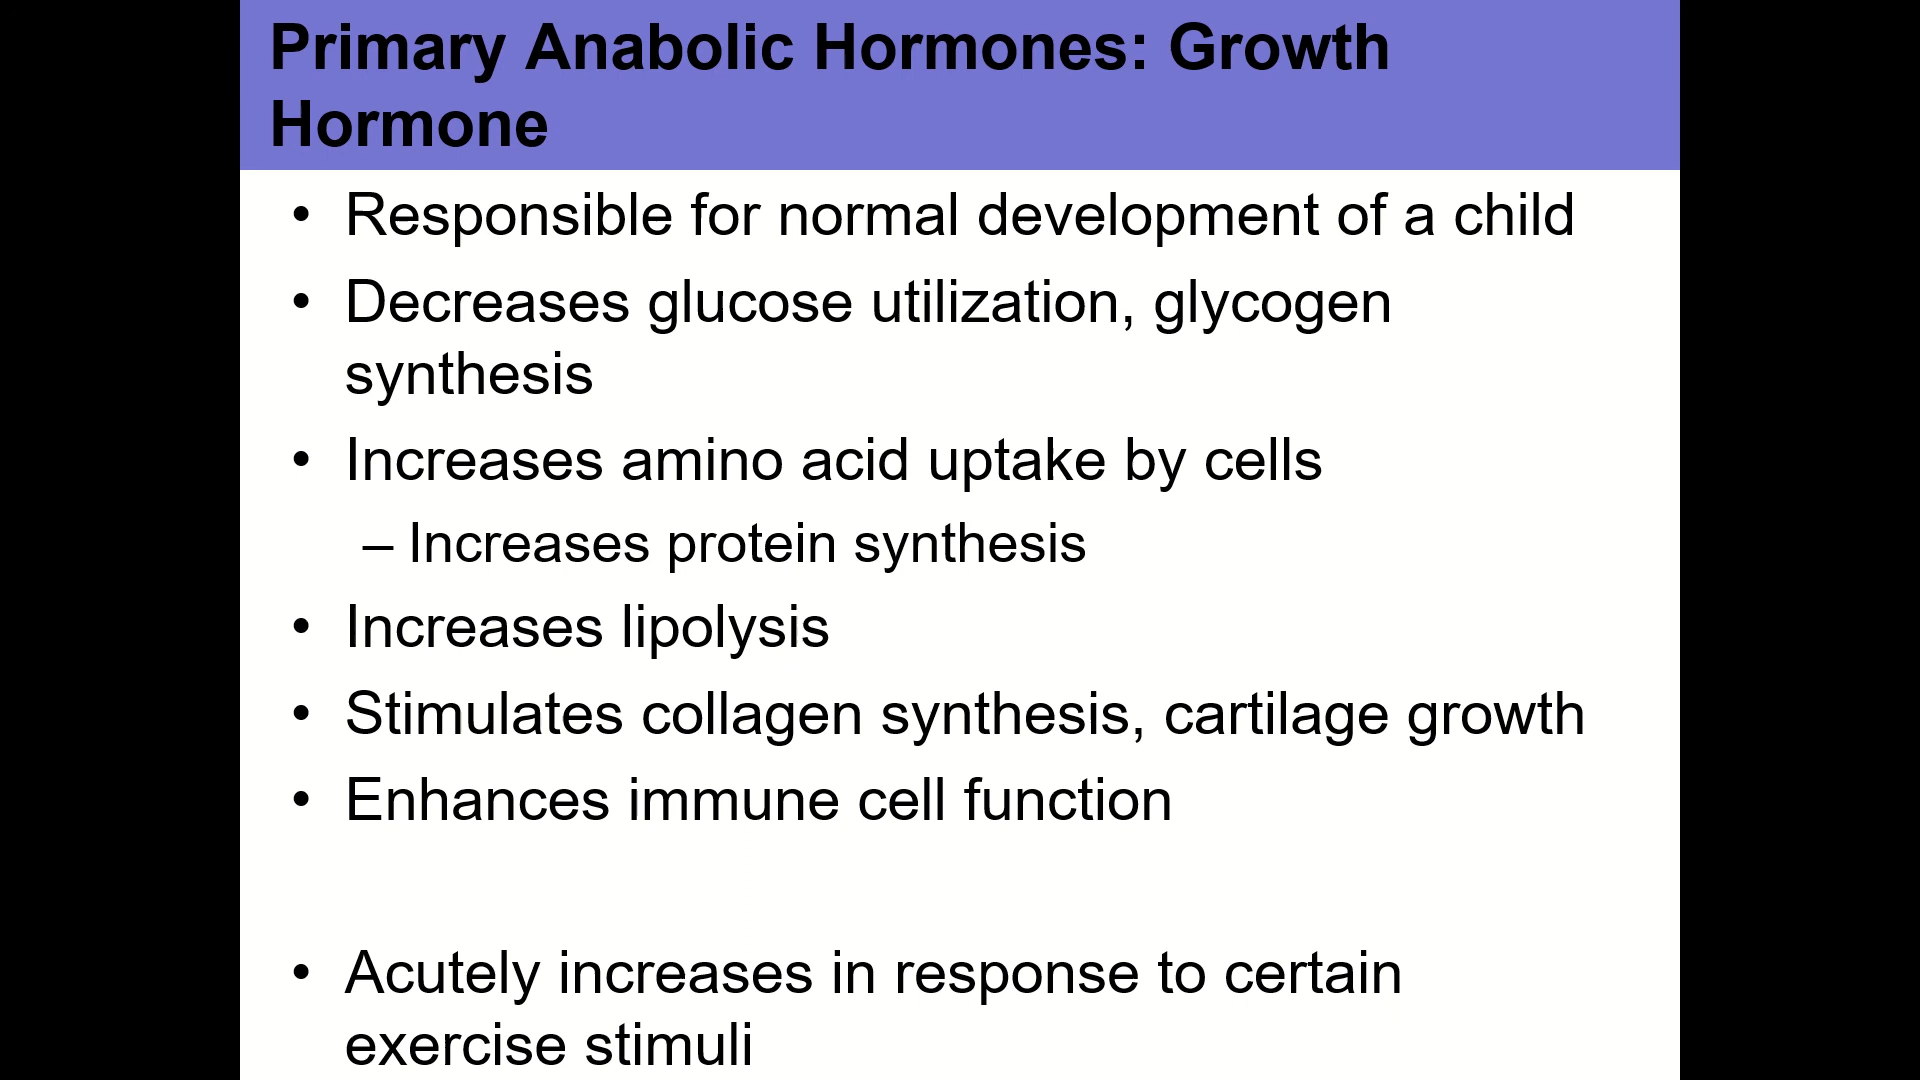 Primary Anabolic Hormones: Growth
Hormone
• Responsible for normal development of a child
• Decreases glucose utilization, glycogen
synthesis
• Increases amino acid uptake by cells
– Increases protein synthesis
• Increases lipolysis
• Stimulates collagen synthesis, cartilage growth
• Enhances immune cell function
• Acutely increases in response to certain
exercise stimuli